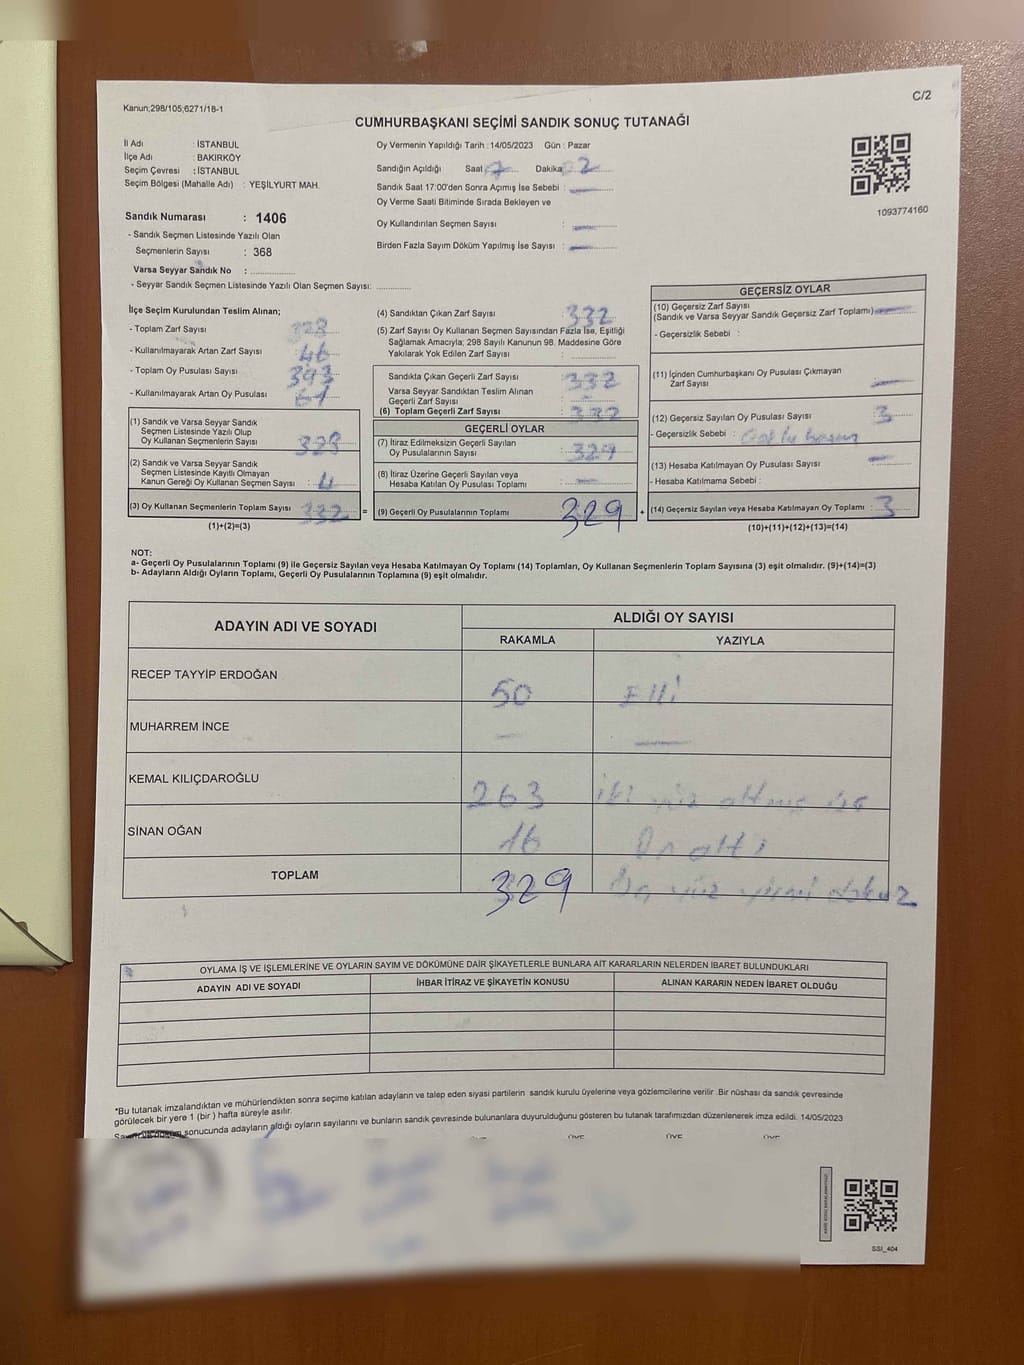 Kanun;298/105;6271/18-1
C/2
CUMHURBAŞKANI SEÇİMİ SANDIK SONUÇ TUTANAĞI
İl Adı : İSTANBUL
İlçe Adı : BAKIRKÖY
Seçim Çevresi : İSTANBUL
Seçim Bölgesi (Mahalle Adı) : YEŞİLYURT MAH.
Sandık Numarası : 1406
- Sandık Seçmen Listesinde Yazılı Olan
Seçmenlerin Sayısı : 368
Varsa Seyyar Sandık No :
- Seyyar Sandık Seçmen Listesinde Yazılı Olan Seçmen Sayısı:
Oy Vermenin Yapıldığı Tarih :14/05/2023 Gün : Pazar
Sandığın Açıldığı Saat 7 Dakika 2
Sandık Saat 17:00'den Sonra Açımış İse Sebebi :
Oy Verme Saati Bitiminde Sırada Bekleyen ve
Oy Kullandırılan Seçmen Sayısı :
Birden Fazla Sayım Döküm Yapılmış İse Sayısı :
1093774160
İlçe Seçim Kurulundan Teslim Alınan;
- Toplam Zarf Sayısı
- Kullanılmayarak Artan Zarf Sayısı 46
- Toplam Oy Pusulası Sayısı 393
- Kullanılmayarak Artan Oy Pusulası 61
(1) Sandık ve Varsa Seyyar Sandık
Seçmen Listesinde Yazılı Olup
Oy Kullanan Seçmenlerin Sayısı 328
(2) Sandık ve Varsa Seyyar Sandık
Seçmen Listesinde Kayıtlı Olmayan
Kanun Gereği Oy Kullanan Seçmen Sayısı : 4
(3) Oy Kullanan Seçmenlerin Toplam Sayısı 332 =
(1)+(2)=(3)
(4) Sandıktan Çıkan Zarf Sayısı : 332
(5) Zarf Sayısı Oy Kullanan Seçmen Sayısından Fazla İse, Eşitliği
Sağlamak Amacıyla; 298 Sayılı Kanunun 98. Maddesine Göre
Yakılarak Yok Edilen Zarf Sayısı :
Sandıkta Çıkan Geçerli Zarf Sayısı : 332
Varsa Seyyar Sandıktan Teslim Alınan
Geçerli Zarf Sayısı :
(6) Toplam Geçerli Zarf Sayısı : 332
GEÇERLİ OYLAR
(7) İtiraz Edilmeksizin Geçerli Sayılan
Oy Pusulalarının Sayısı : 329
(8) İtiraz Üzerine Geçerli Sayılan veya
Hesaba Katılan Oy Pusulası Toplamı :
(9) Geçerli Oy Pusulalarının Toplamı 329 +
GEÇERSİZ OYLAR
(10) Geçersiz Zarf Sayısı
(Sandık ve Varsa Seyyar Sandık Geçersiz Zarf Toplamı)
- Geçersizlik Sebebi :
(11) İçinden Cumhurbaşkanı Oy Pusulası Çıkmayan
Zarf Sayısı
(12) Geçersiz Sayılan Oy Pusulası Sayısı 3
- Geçersizlik Sebebi :
(13) Hesaba Katılmayan Oy Pusulası Sayısı
- Hesaba Katılmama Sebebi :
(14) Geçersiz Sayılan veya Hesaba Katılmayan Oy Toplamı : 3
(10)+(11)+(12)+(13)=(14)
NOT:
a- Geçerli Oy Pusulalarının Toplamı (9) ile Geçersiz Sayılan veya Hesaba Katılmayan Oy Toplamı (14) Toplamları, Oy Kullanan Seçmenlerin Toplam Sayısına (3) eşit olmalıdır. (9)+(14)=(3)
b- Adayların Aldığı Oyların Toplamı, Geçerli Oy Pusulalarının Toplamına (9) eşit olmalıdır.
ADAYIN ADI VE SOYADI ALDIĞI OY SAYISI
RAKAMLA YAZIYLA
RECEP TAYYİP ERDOĞAN 50 Elli
MUHARREM İNCE
KEMAL KILIÇDAROĞLU 263 iki yüz altmış üç
SİNAN OĞAN 16 On altı
TOPLAM 329 Üç yüz yirmi dokuz
OYLAMA İŞ VE İŞLEMLERİNE VE OYLARIN SAYIM VE DÖKÜMÜNE DAİR ŞİKAYETLERLE BUNLARA AİT KARARLARIN NELERDEN İBARET BULUNDUKLARI
ADAYIN ADI VE SOYADI İHBAR İTİRAZ VE ŞİKAYETİN KONUSU ALINAN KARARIN NEDEN İBARET OLDUĞU
*Bu tutanak imzalandıktan ve mühürlendikten sonra seçime katılan adayların ve talep eden siyasi partilerin sandık kurulu üyelerine veya gözlemcilerine verilir .Bir nüshası da sandık çevresinde
görülecek bir yere 1 (bir ) hafta süreyle asılır.
sonucunda adayların aldığı oyların sayılarını ve bunların sandık çevresinde bulunanlara duyurulduğunu gösteren bu tutanak tarafımızdan düzenlenerek imza edildi. 14/05/2023
ÜYE ÜYE ÜYE
SSI_404